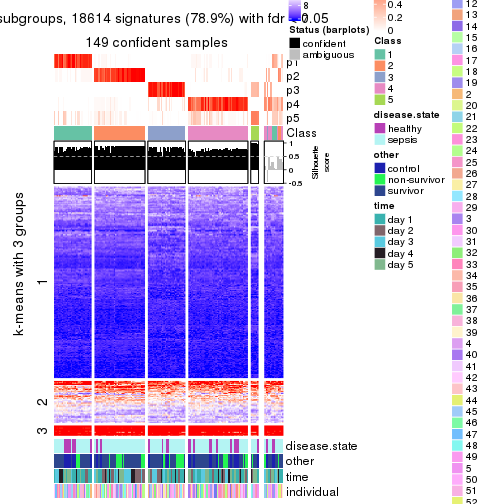 subgroups, 18614 signatures (78.9%) with fdr < 0.05
149 confident samples
p1
p2
p3
p4
p5
Class
1
0.5
0
-0.5
Silhouette
score
k-means with 3 groups
1
2
3
disease.state
other
time
individual
8
Status (barplots)
confident
ambiguous
0.4
0.2
0
Class
1
2
3
4
5
disease.state
healthy
sepsis
other
control
non-survivor
survivor
time
day 1
day 2
day 3
day 4
day 5
12
13
14
15
16
17
18
19
2
20
21
22
23
24
25
26
27
28
29
3
30
31
32
33
34
35
36
37
38
39
4
40
41
42
43
44
45
46
47
48
49
5
50
51